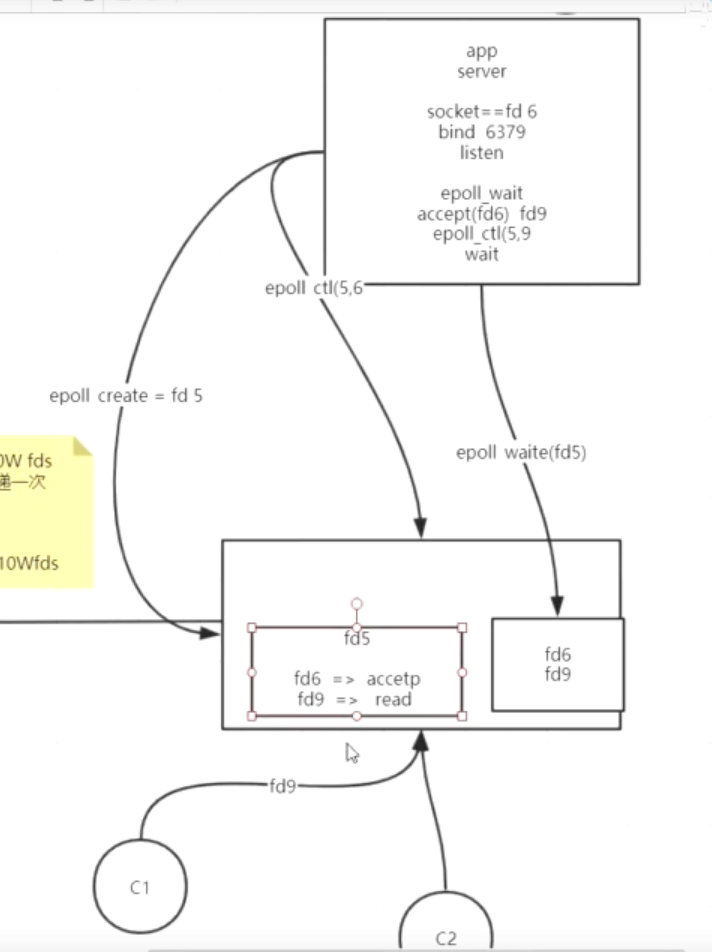 app
server
socket==fd 6
bind 6379
listen
epoll_wait
accept(fd6) fd9
epoll_ctl(5,9
wait
epoll ctl(5,6
epoll create = fd 5
epoll waite(fd5)
0W fds
递一次
10Wfds
fd5
fd6 => accetp
fd9 => read
fd6
fd9
fd9
C1
C2